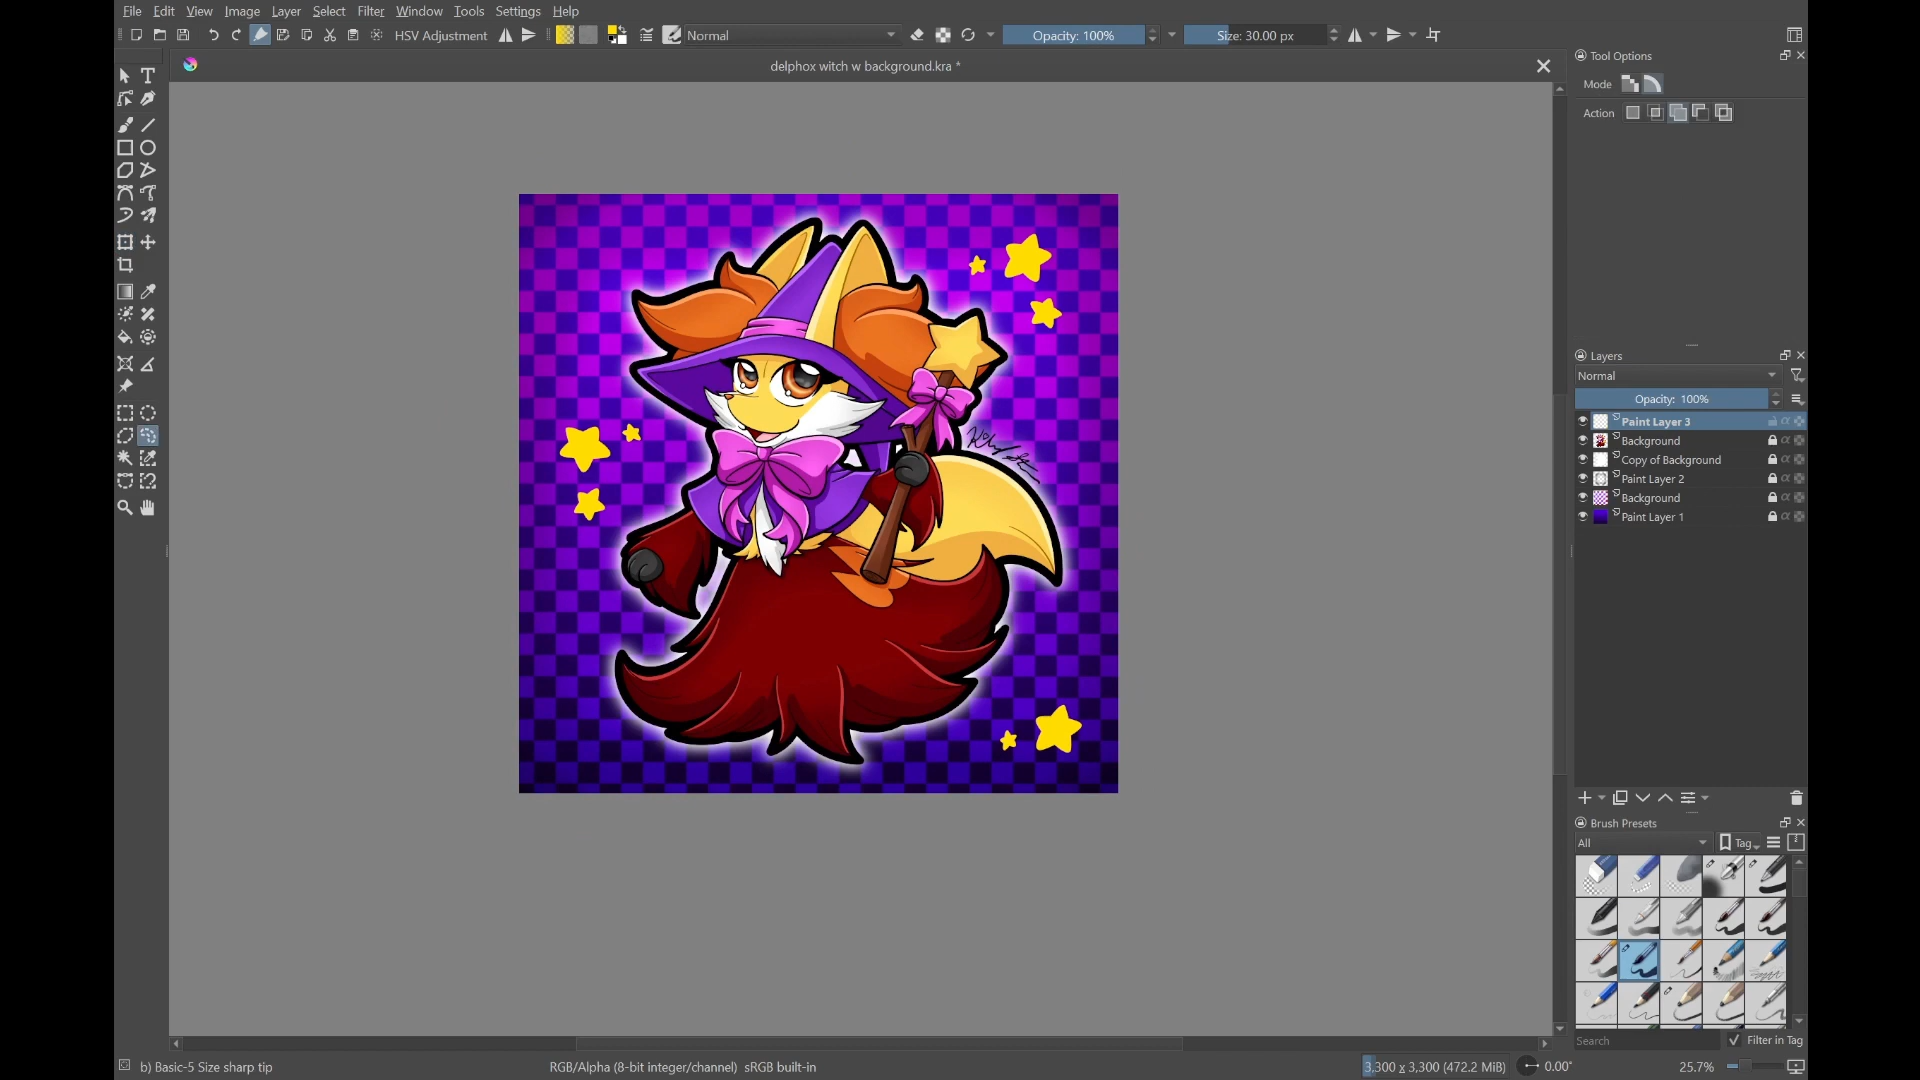 File Edit View Image Layer Select Filter Window Tools Settings Help
HSV Adjustment Normal Opacity: 100% Size: 30.00 px
delphox witch w background.kra *
Tool Options
Mode
Action
Layers
Normal
Opacity: 100%
Paint Layer 3
Background
Copy of Background
Paint Layer 2
Background
Paint Layer 1
Brush Presets
All Tag
Search Filter in Tag
b) Basic-5 Size sharp tip RGB/Alpha (8-bit integer/channel) sRGB built-in 3,300 x 3,300 (472.2 MiB) 0.00° 25.7%